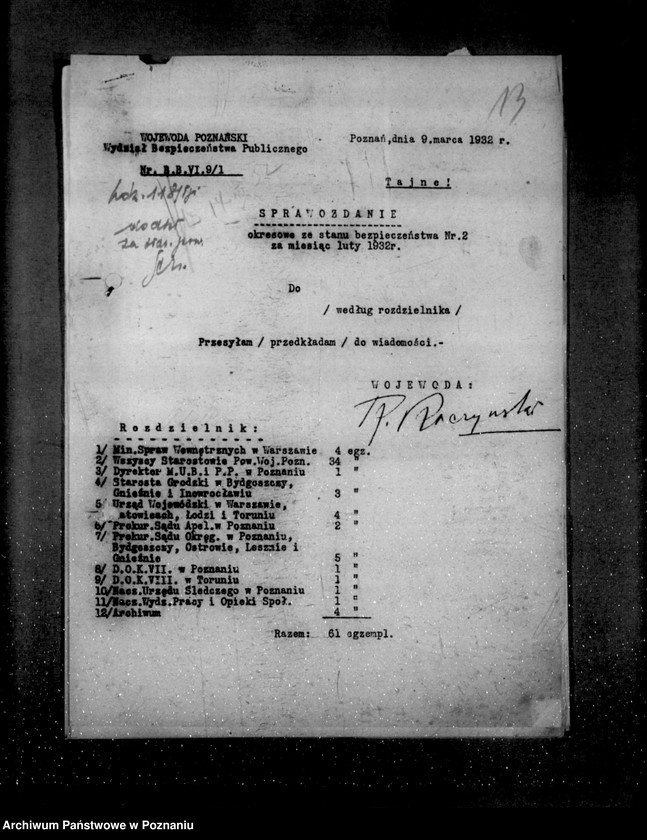 13
WOJEWODA POZNAŃSKI
Wydział Bezpieczeństwa Publicznego
Nr. B.B.VI.9/1
Poznań,dnia 9.marca 1932 r.
Tajne!
SPRAWOZDANIE
okresowe ze stanu bezpieczeństwa Nr.2
za miesiąc luty 1932r.
Do
/ według rozdzielnika /
Przesyłam / przedkładam / do wiadomości.-
WOJEWODA:
R. Raczyński
Rozdzielnik:
1/ Min.Spraw Wewnętrznych w Warszawie 4 egz.
2/ Wszyscy Starostowie Pow.Woj.Pozn. 34 "
3/ Dyrektor M.U.B i P.P. w Poznaniu 1 "
4/ Starosta Grodski w Bydgoszczy,
Gnieźnie i Inowrocławiu 3 "
5 Urząd Wojewódzki w Warszawie,
atowicach, Łodzi i Toruniu 4 "
6/ Prokur.Sądu Apel.w Poznaniu 2 "
7/ Prokur.Sądu Okręg. w Poznaniu,
Bydgoszczy, Ostrowie, Lesznie i
Gnieźnie 5 "
8/ D.O.K.VII. w Poznaniu 1 "
9/ D.O.K.VIII. w Toruniu 1 "
10/Nacz.Urzędu Śledczego w Poznaniu 1 "
11/Nacz.Wydz.Pracy i Opieki Społ. 1 "
12/Archiwum 4 "
Razem: 61 egzempl.
Archiwum Państwowe w Poznaniu